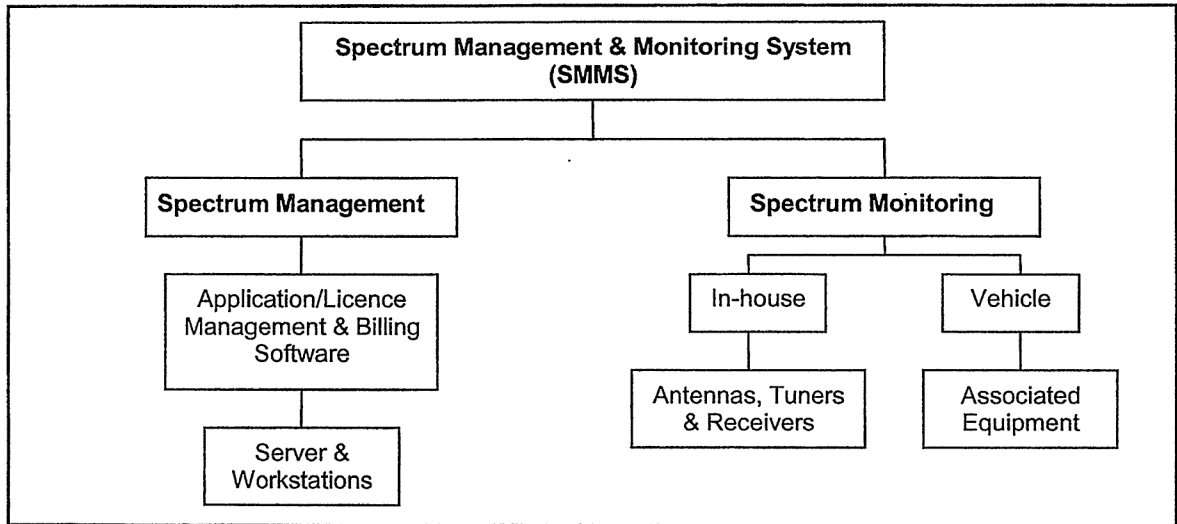 Spectrum Management & Monitoring System
(SMMS)
Spectrum Management
Spectrum Monitoring
Application/Licence
Management & Billing
Software
In-house
Vehicle
Antennas, Tuners
& Receivers
Associated
Equipment
Server &
Workstations